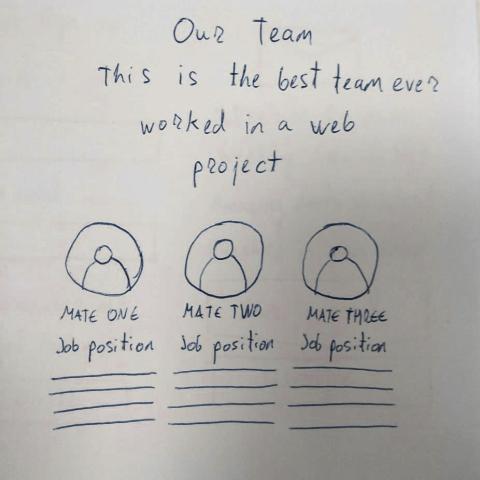 Our Team
This is the best team ever
worked in a web
project
MATE ONE MATE TWO MATE THREE
Job position Job position Job position